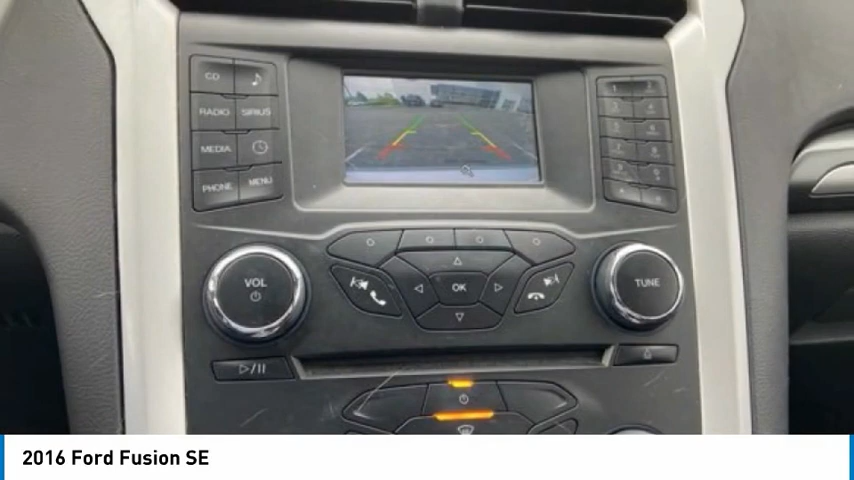 CD
RADIO SIRIUS
MEDIA
PHONE MENU
VOL
OK
TUNE
2016 Ford Fusion SE